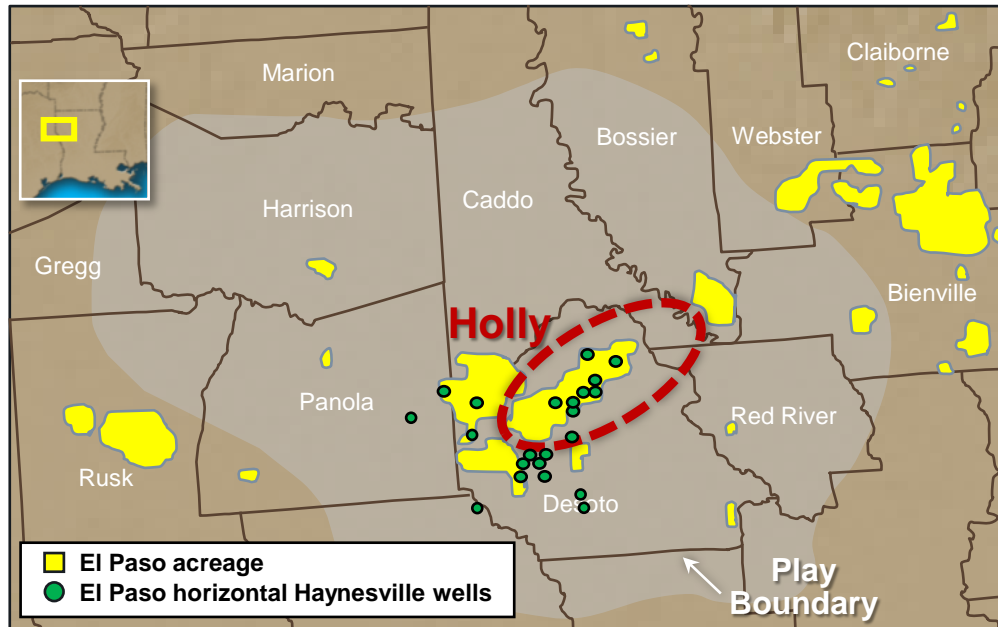 Marion
Claiborne
Bossier
Webster
Harrison
Caddo
Gregg
Bienville
Holly
Panola
Red River
Rusk
Desoto
El Paso acreage
El Paso horizontal Haynesville wells
Play
Boundary